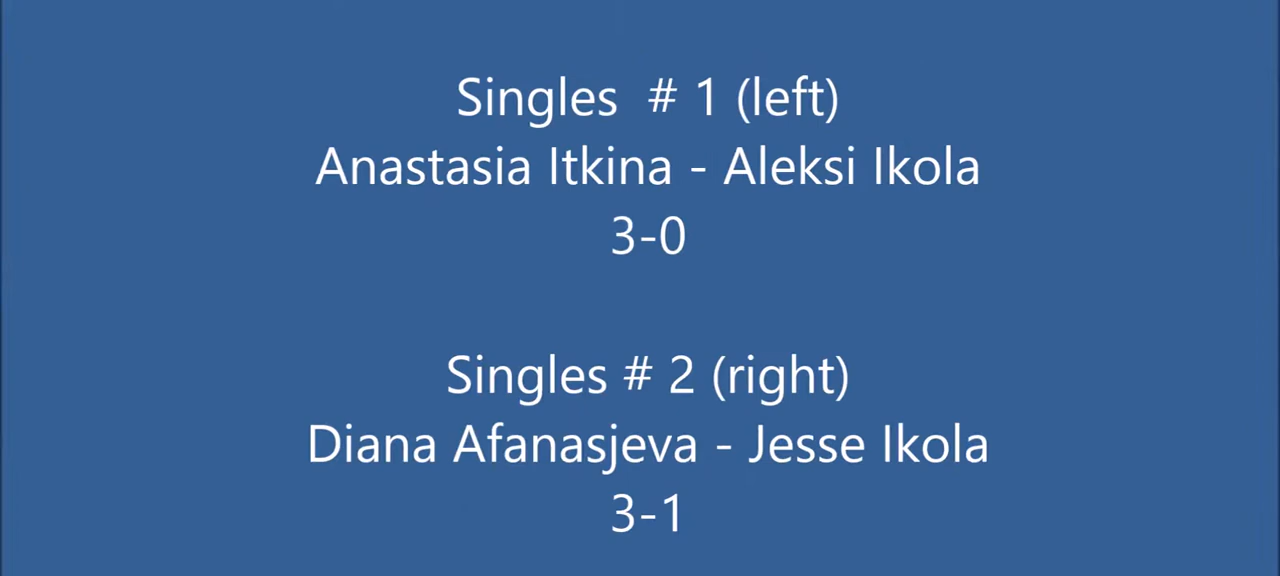 Singles # 1 (left)
Anastasia Itkina - Aleksi Ikola
3-0
Singles # 2 (right)
Diana Afanasjeva - Jesse Ikola
3-1